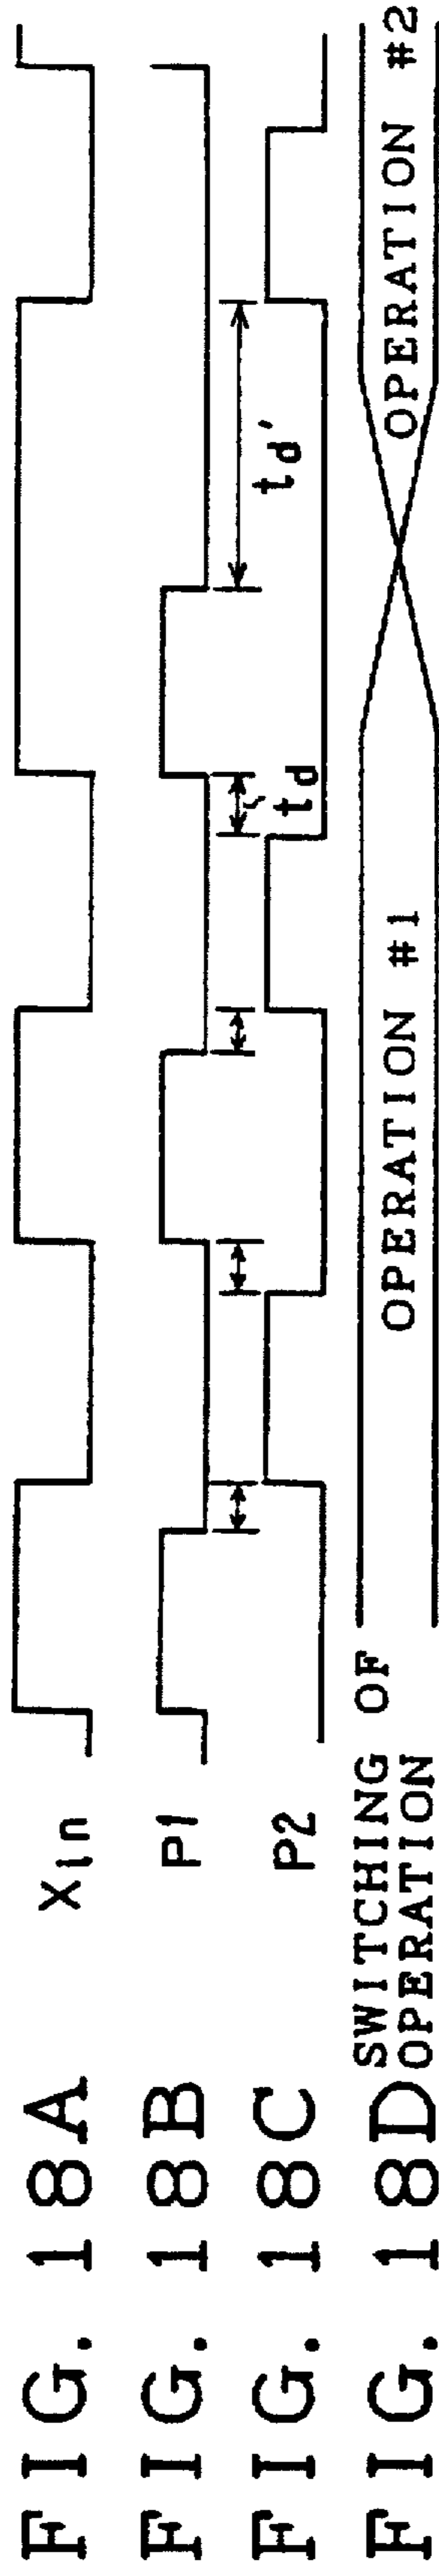 FIG. 18A Xin
FIG. 18B P1
FIG. 18C P2
td
td'
FIG. 18D SWITCHING OF
OPERATION
OPERATION #1
OPERATION #2